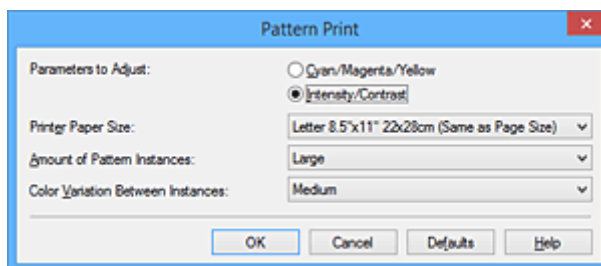 Pattern Print
Parameters to Adjust:
Cyan/Magenta/Yellow
Intensity/Contrast
Printer Paper Size:
Letter 8.5"x11" 22x28cm (Same as Page Size)
Amount of Pattern Instances:
Large
Color Variation Between Instances:
Medium
OK Cancel Defaults Help